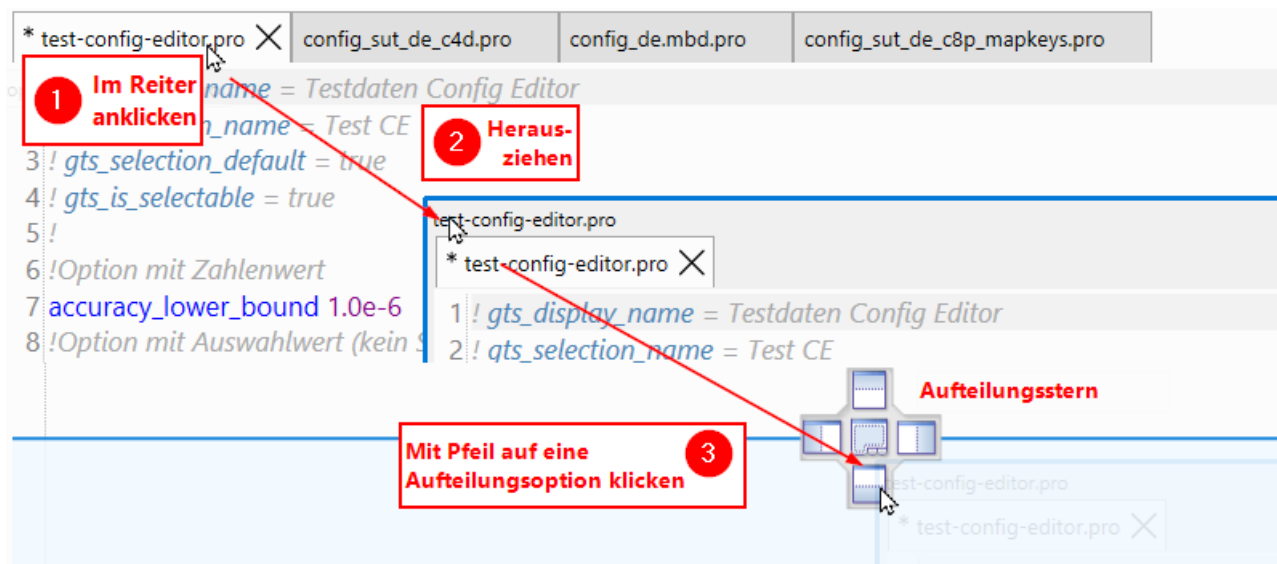 * test-config-editor.pro
config_sut_de_c4d.pro
config_de.mbd.pro
config_sut_de_c8p_mapkeys.pro
1 Im Reiter
anklicken
name = Testdaten Config Editor
n_name = Test CE
2 Heraus-
ziehen
3 ! gts_selection_default = true
4 ! gts_is_selectable = true
5 !
6 !Option mit Zahlenwert
7 accuracy_lower_bound 1.0e-6
8 !Option mit Auswahlwert (kein S
test-config-editor.pro
* test-config-editor.pro
1 ! gts_display_name = Testdaten Config Editor
2 ! gts_selection_name = Test CE
Aufteilungsstern
Mit Pfeil auf eine 3
Aufteilungsoption klicken
test-config-editor.pro
* test-config-editor.pro